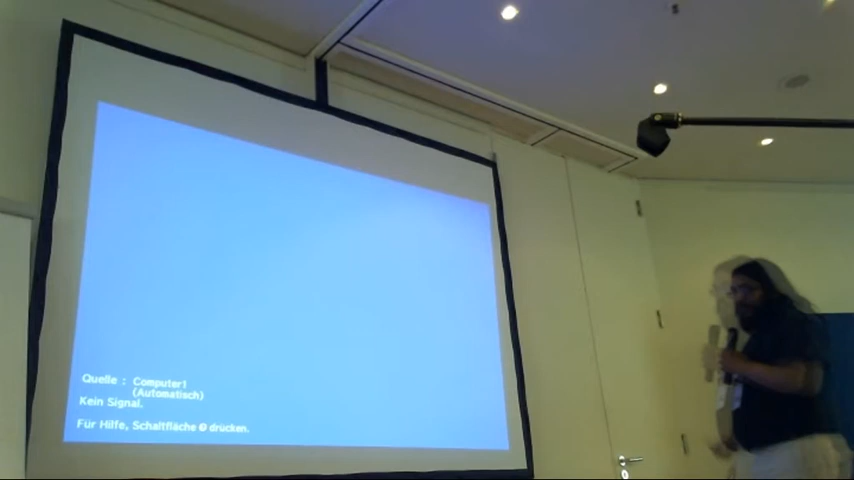 Quelle : Computer1
(Automatisch)
Kein Signal.
Für Hilfe, Schaltfläche ? drücken.